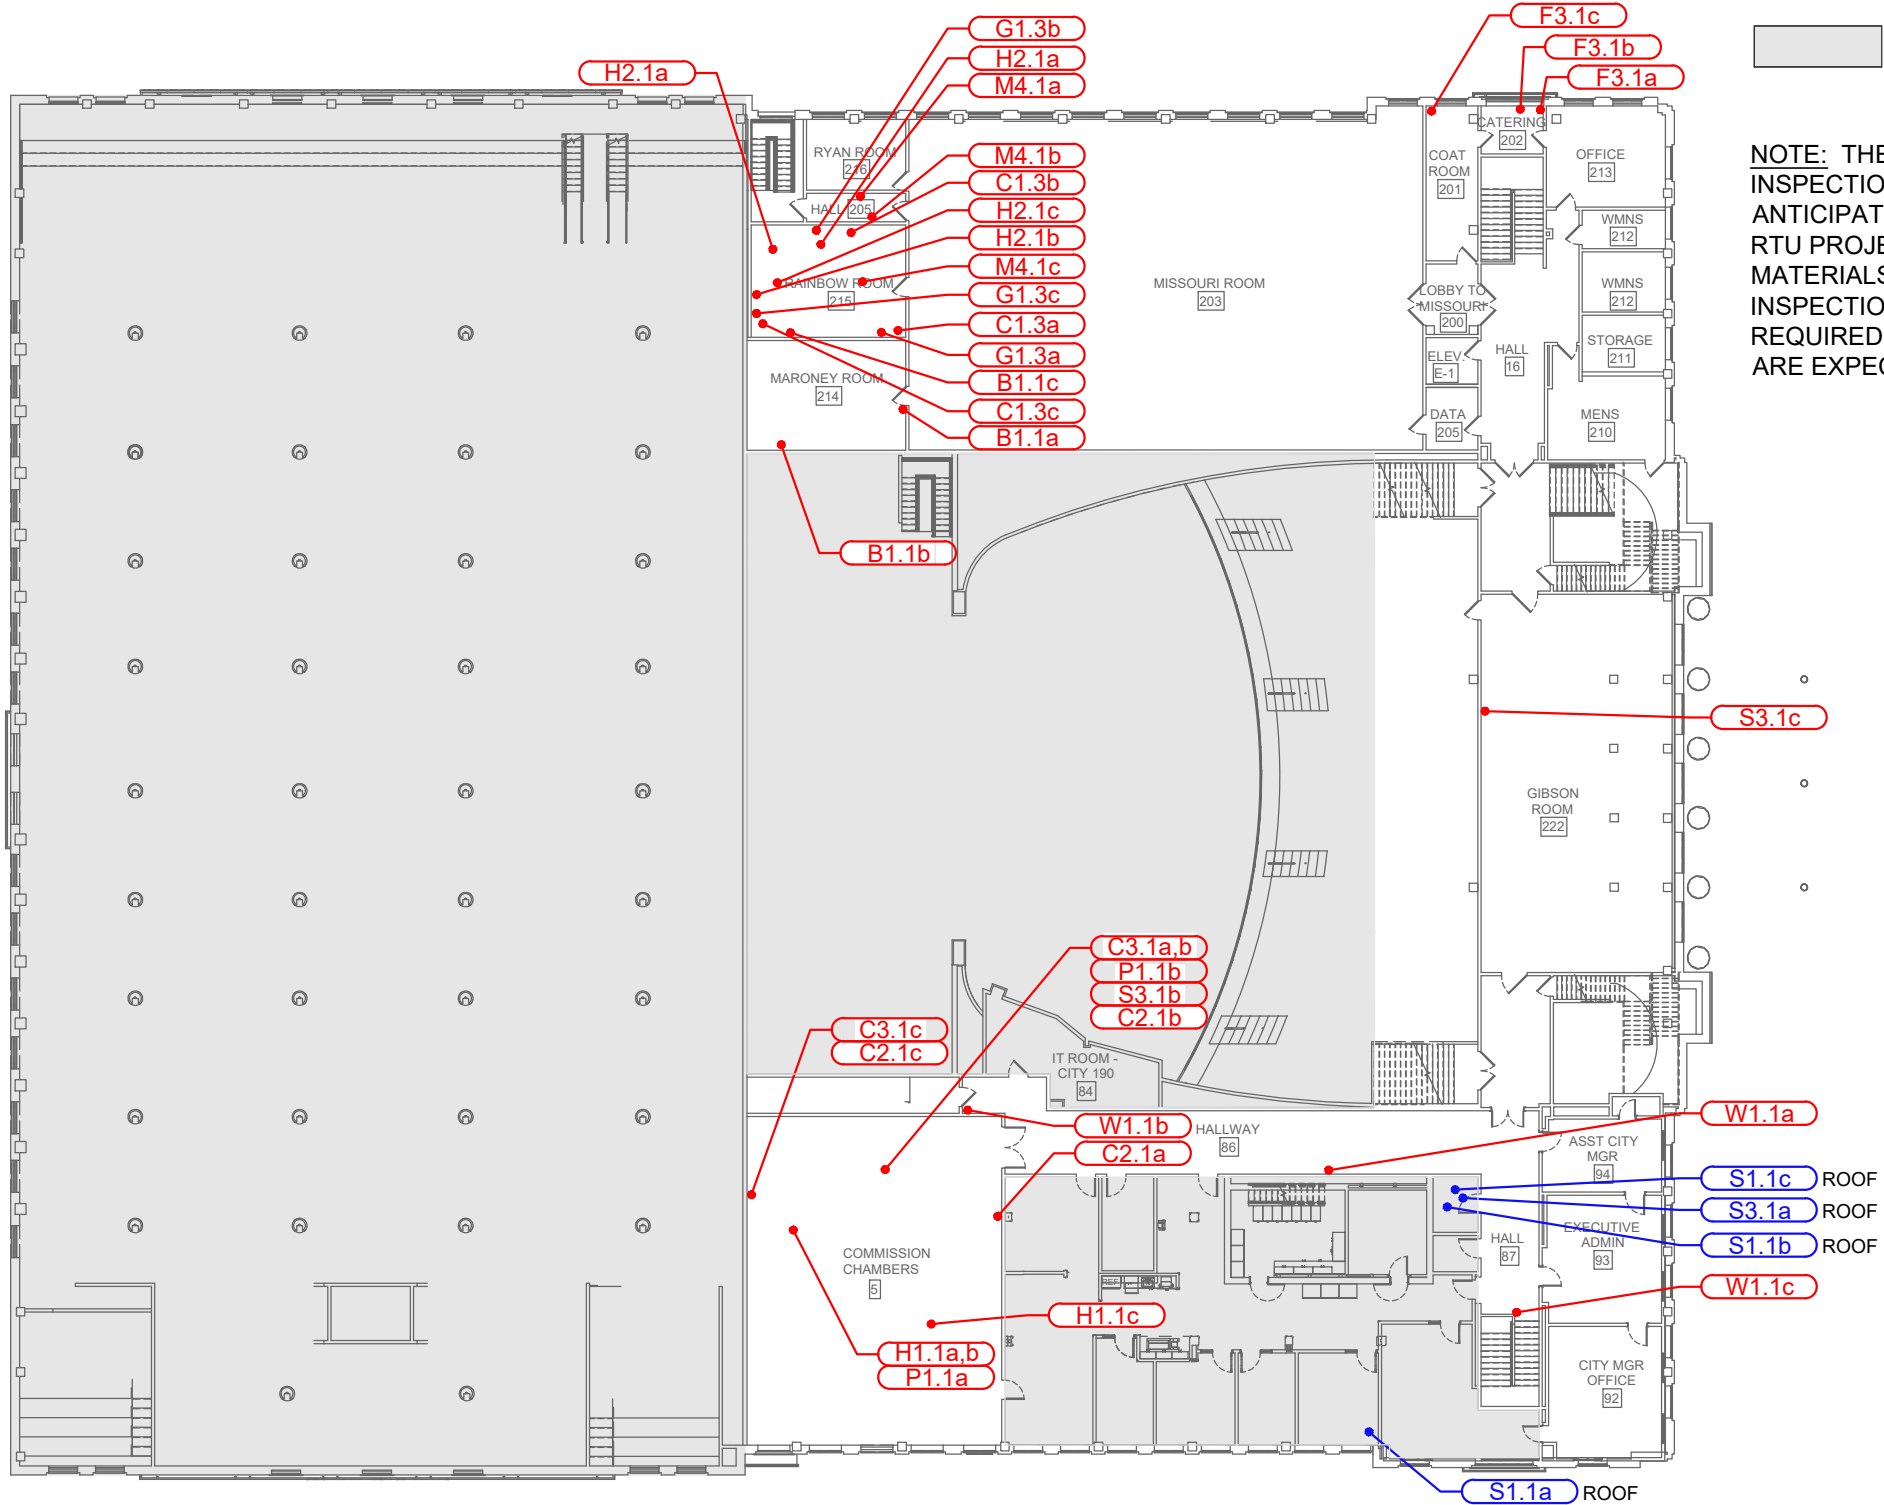 F3.1c
G1.3b
F3.1b
H2.1a
H2.1a
F3.1a
M4.1a
CATERING
202
RYAN ROOM
216
M4.1b
COAT
ROOM
201
OFFICE
213
NOTE: THE
INSPECTIO
ANTICIPAT
RTU PROJE
MATERIALS
INSPECTIO
REQUIRED
ARE EXPEC
C1.3b
HALL 205
H2.1c
WMNS
212
H2.1b
M4.1c
RAINBOW ROOM
215
MISSOURI ROOM
203
LOBBY TO
MISSOURI
200
WMNS
212
G1.3c
C1.3a
G1.3a
STORAGE
211
ELEV.
E-1
HALL
16
B1.1c
MARONEY ROOM
214
C1.3c
DATA
205
MENS
210
B1.1a
B1.1b
S3.1c
GIBSON
ROOM
222
C3.1a,b
P1.1b
S3.1b
C2.1b
C3.1c
C2.1c
IT ROOM -
CITY 190
84
W1.1b
HALLWAY
86
W1.1a
C2.1a
ASST CITY
MGR
94
S1.1c ROOF
S3.1a ROOF
S1.1b ROOF
EXECUTIVE
ADMIN
93
HALL
87
COMMISSION
CHAMBERS
5
REF
W1.1c
H1.1c
H1.1a,b
P1.1a
CITY MGR
OFFICE
92
S1.1a ROOF